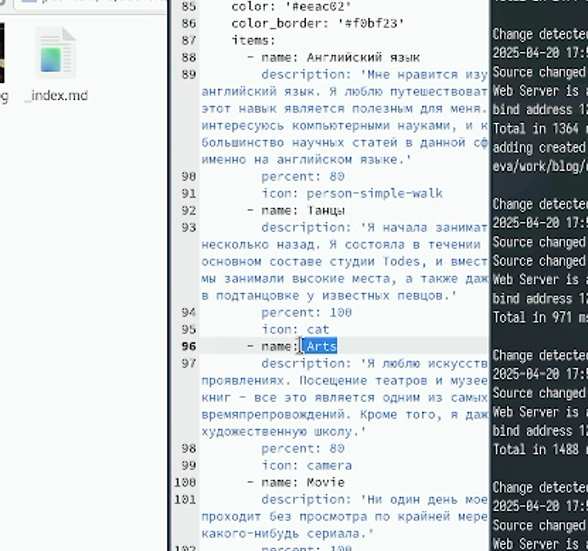 _index.md
85 color: '#eeac02'
86 color_border: '#f0bf23'
87 items:
88 - name: Английский язык
89 description: 'Мне нравится изу
английский язык. Я люблю путешествоват
этот навык является полезным для меня.
интересуюсь компьютерными науками, и к
большинство научных статей в данной сф
именно на английском языке.'
90 percent: 80
91 icon: person-simple-walk
92 - name: Танцы
93 description: 'Я начала занимат
несколько назад. Я состояла в течении
основном составе студии Todes, и вмест
мы занимали высокие места, а также даж
в подтанцовке у известных певцов.'
94 percent: 100
95 icon: cat
96 - name: Arts
97 description: 'Я люблю искусств
проявлениях. Посещение театров и музее
книг - все это является одним из самых
времяпрепровождений. Кроме того, я даж
художественную школу.'
98 percent: 80
99 icon: camera
100 - name: Movie
101 description: 'Ни один день мое
проходит без просмотра по крайней мере
какого-нибудь сериала.'
102 percent: 100
Change detected
2025-04-20 17:5
Source changed
Web Server is a
bind address 12
Total in 1364 m
adding created
eva/work/blog/
Change detected
2025-04-20 17:5
Source changed
Source changed
Web Server is a
bind address 12
Total in 971 ms
Change detected
2025-04-20 17:5
Source changed
Web Server is a
bind address 12
Total in 1488
Change detected
2025-04-20 17:5
Source changed
Web Server is a